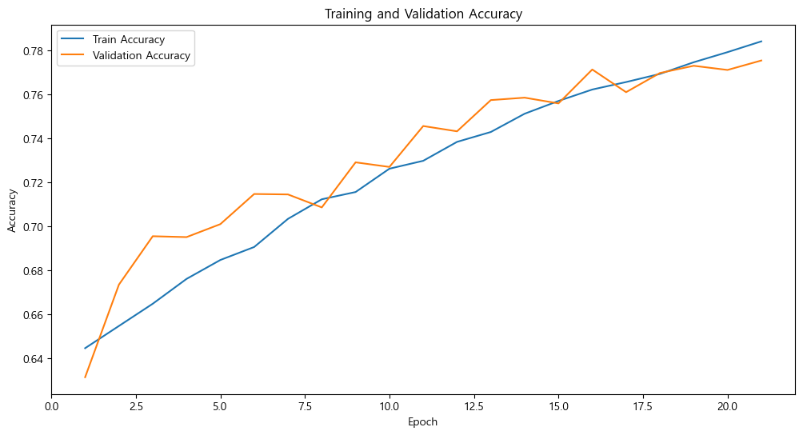 Training and Validation Accuracy
Train Accuracy
Validation Accuracy
Accuracy
0.78
0.76
0.74
0.72
0.70
0.68
0.66
0.64
0.0 2.5 5.0 7.5 10.0 12.5 15.0 17.5 20.0
Epoch